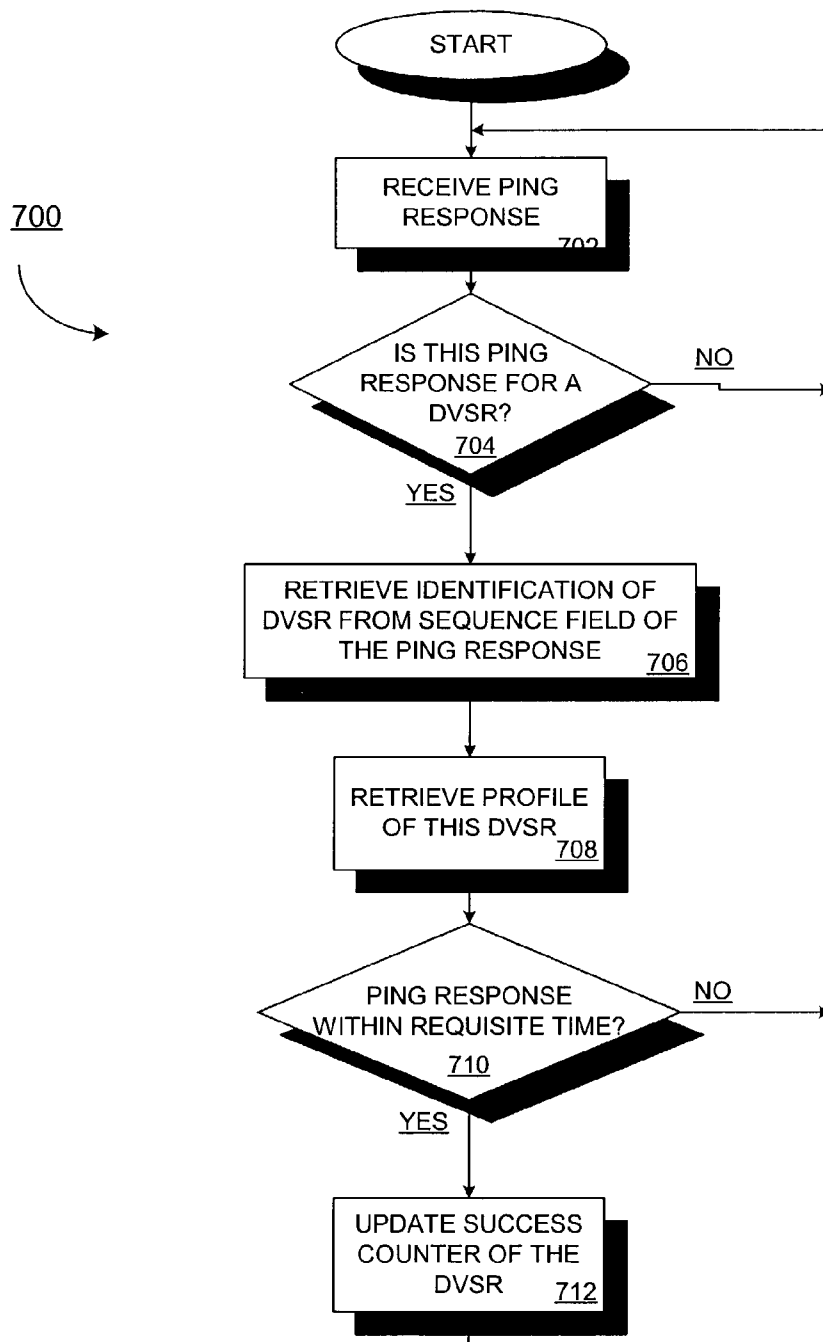 START
RECEIVE PING
RESPONSE
702
700
IS THIS PING
RESPONSE FOR A
DVSR?
704
NO
YES
RETRIEVE IDENTIFICATION OF
DVSR FROM SEQUENCE FIELD OF
THE PING RESPONSE
706
RETRIEVE PROFILE
OF THIS DVSR
708
PING RESPONSE
WITHIN REQUISITE TIME?
710
NO
YES
UPDATE SUCCESS
COUNTER OF THE
DVSR
712